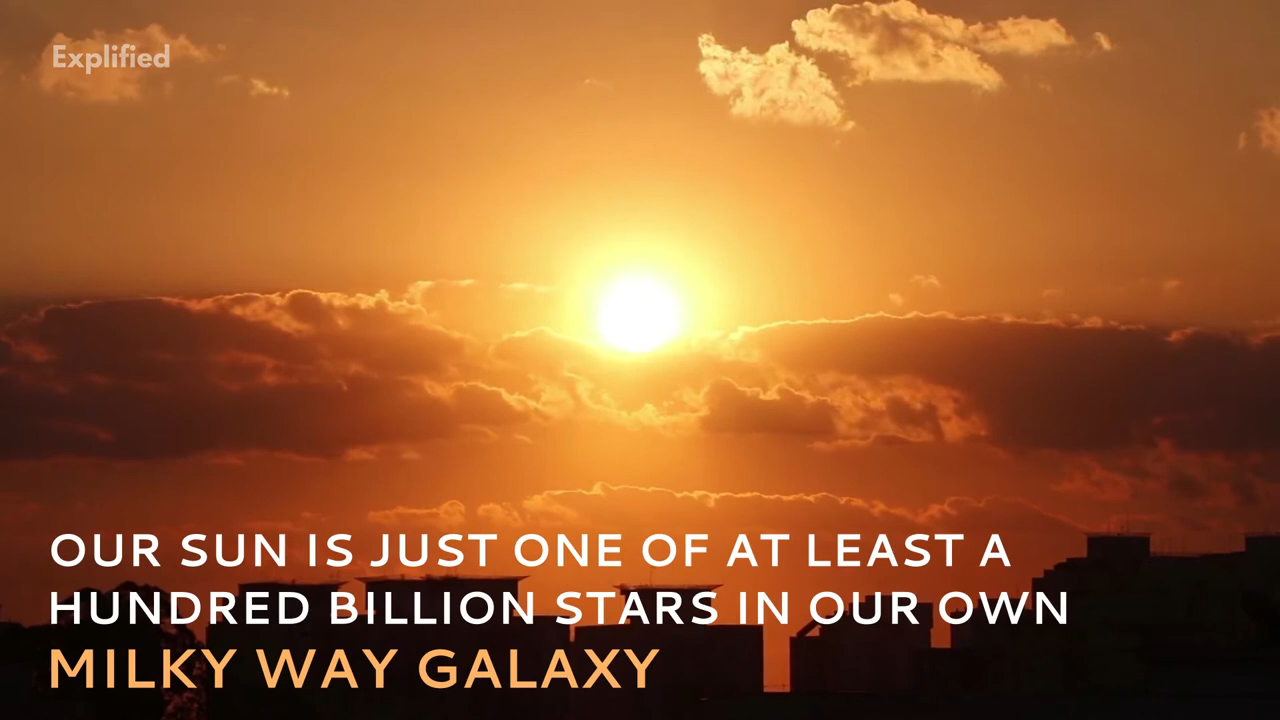 Explified
OUR SUN IS JUST ONE OF AT LEAST A
HUNDRED BILLION STARS IN OUR OWN
MILKY WAY GALAXY